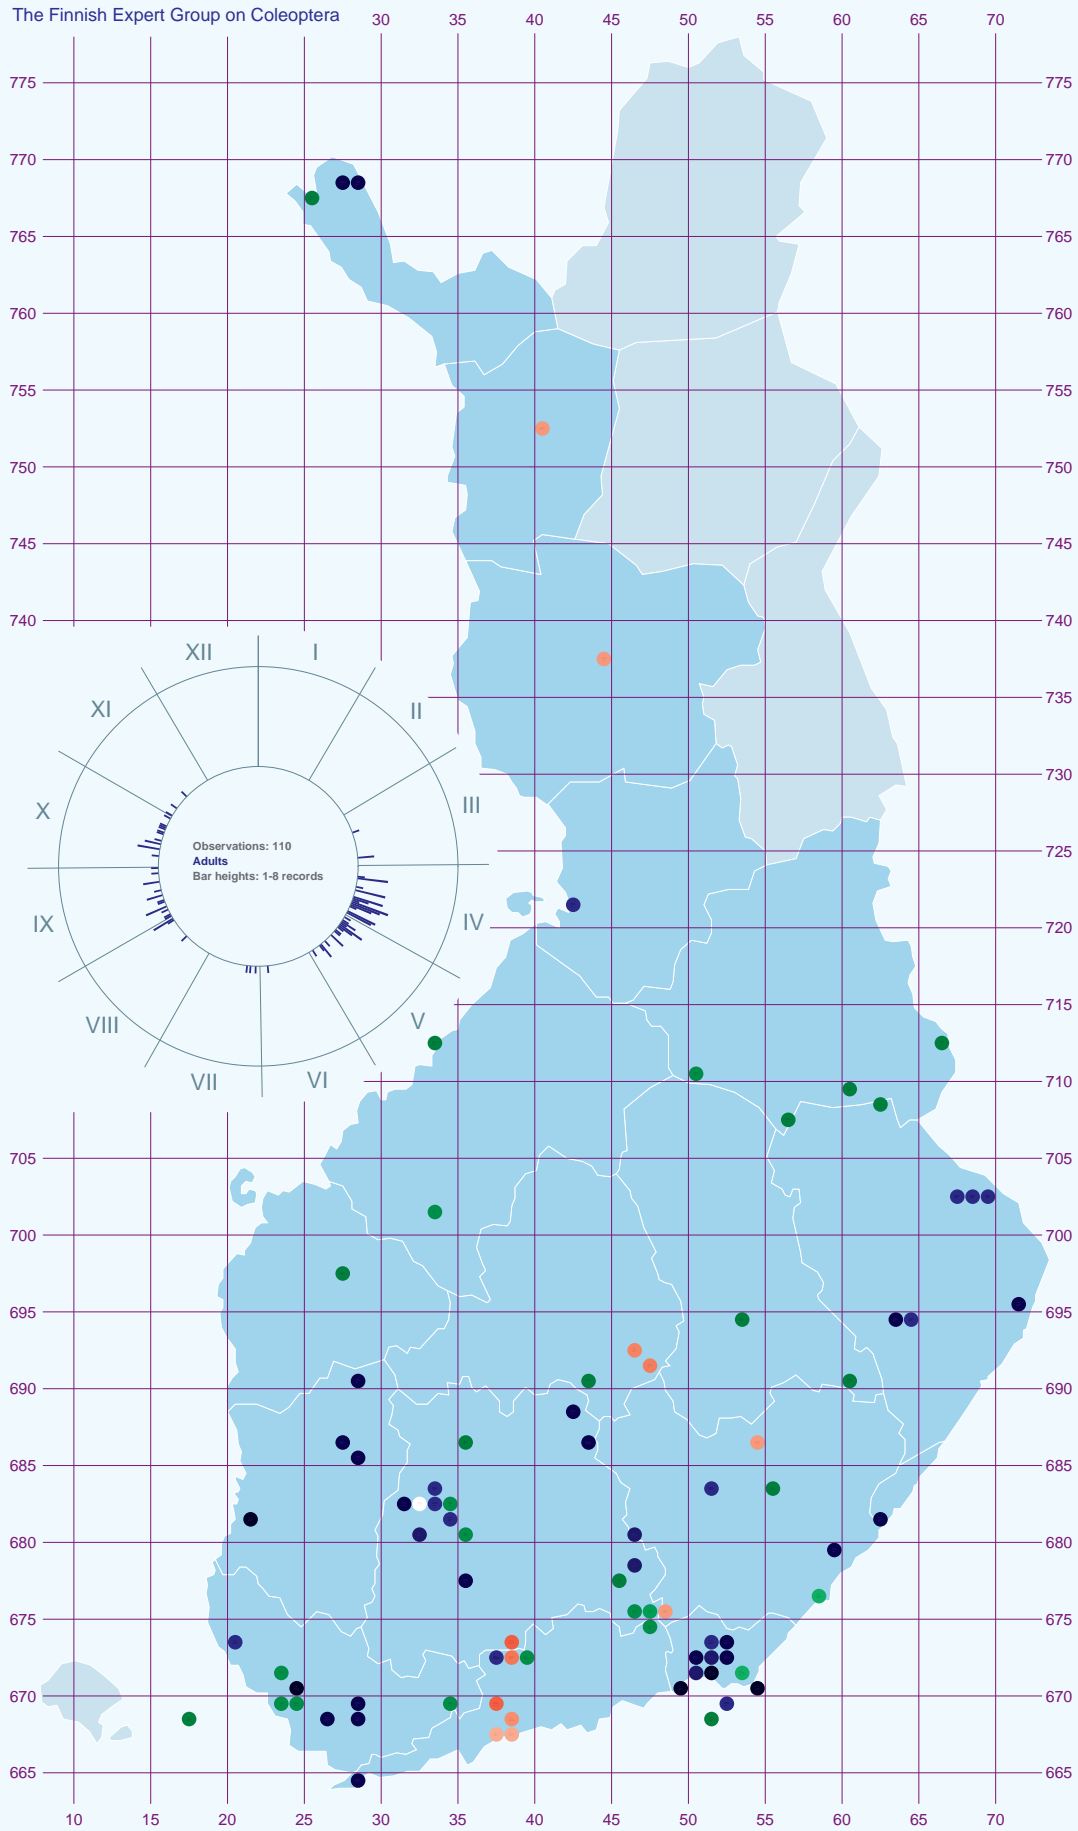 The Finnish Expert Group on Coleoptera
30 35 40 45 50 55 60 65 70
775 775
770 770
765 765
760 760
755 755
750 750
745 745
740 740
735
730
725
720
715
710
705 705
700 700
695 695
690 690
685 685
680 680
675 675
670 670
665 665
10 15 20 25 30 35 40 45 50 55 60 65 70
XII I
XI II
X III
IX IV
VIII V
VII VI
Observations: 110
Adults
Bar heights: 1-8 records